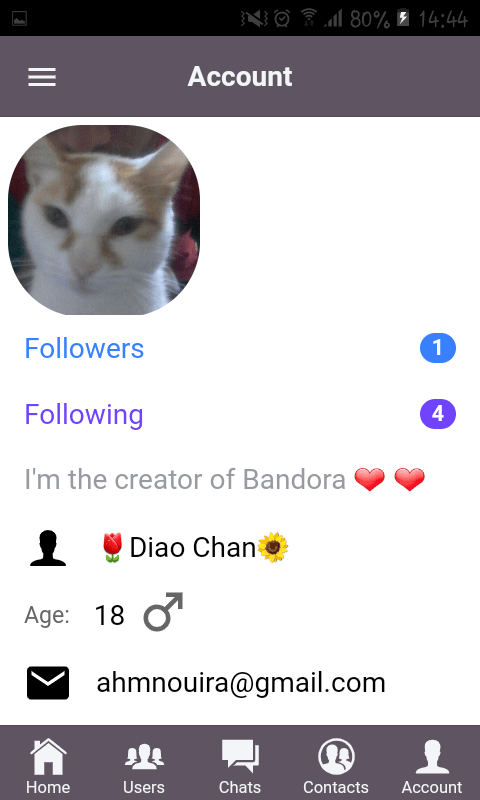 80% 14:44
Account
Followers 1
Following 4
I'm the creator of Bandora ❤️ ❤️
🌷Diao Chan🌻
Age: 18 ♂
ahmnouira@gmail.com
Home Users Chats Contacts Account